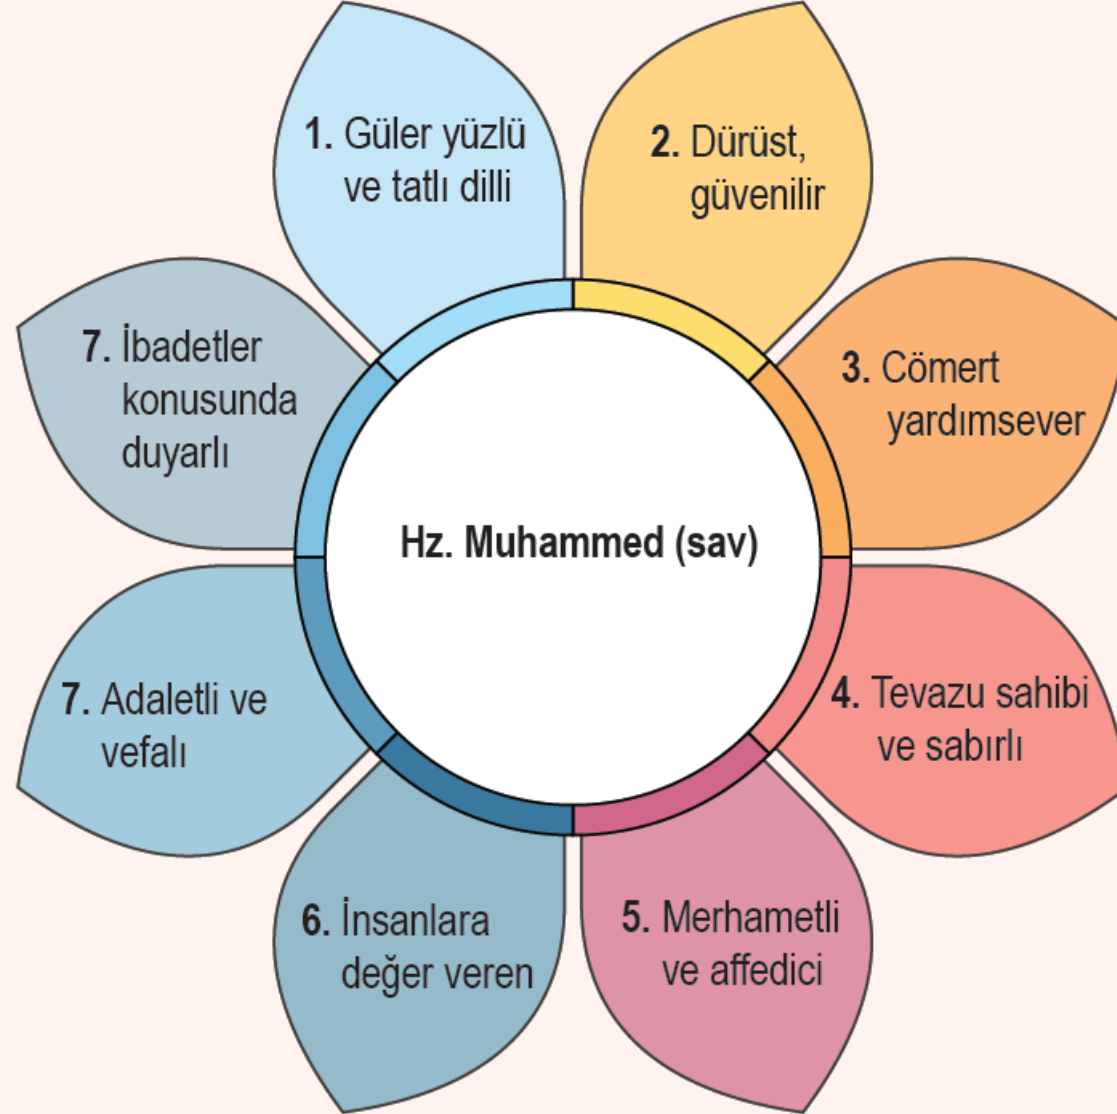 1. Güler yüzlü
ve tatlı dilli
2. Dürüst,
güvenilir
3. Cömert
yardımsever
4. Tevazu sahibi
ve sabırlı
5. Merhametli
ve affedici
6. İnsanlara
değer veren
7. Adaletli ve
vefalı
7. İbadetler
konusunda
duyarlı
Hz. Muhammed (sav)